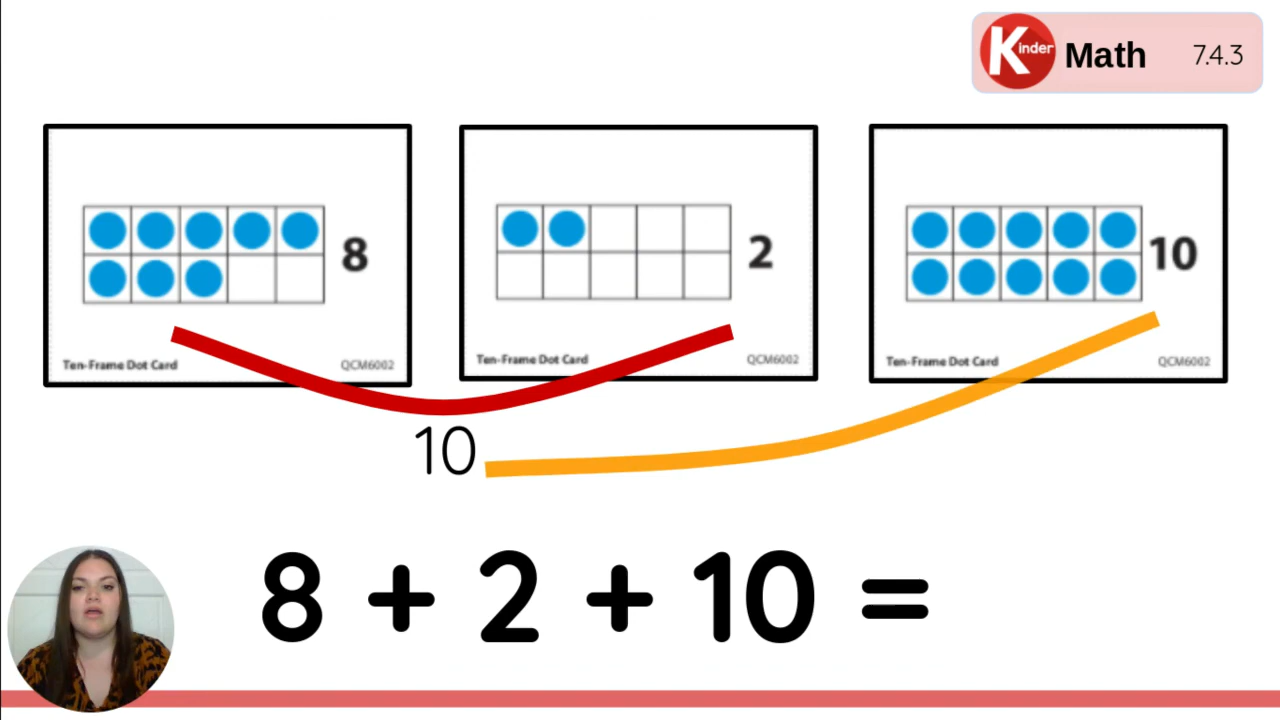 Kinder Math 7.4.3
8
2
10
Ten-Frame Dot Card QCM6002
Ten-Frame Dot Card QCM6002
Ten-Frame Dot Card QCM6002
10
8 + 2 + 10 =